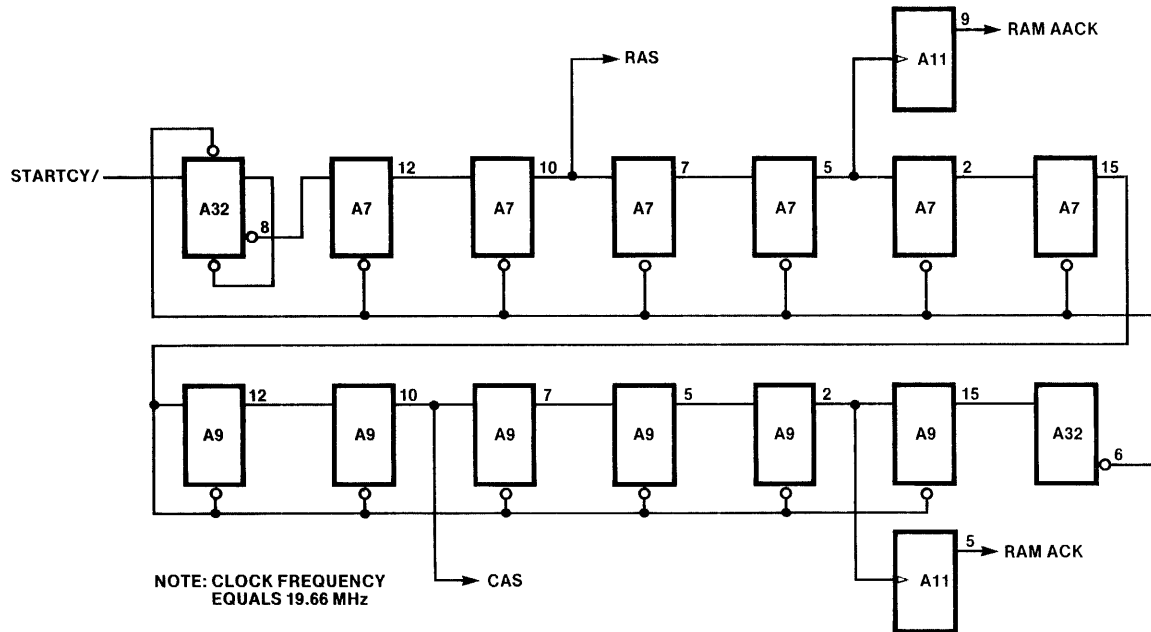 9 RAM AACK
RAS
A11
STARTCY/
12 10 7 5 2 15
A32 8 A7 A7 A7 A7 A7 A7
12 10 7 5 2 15
A9 A9 A9 A9 A9 A9 A32
6
5 RAM ACK
NOTE: CLOCK FREQUENCY
EQUALS 19.66 MHz
CAS
A11